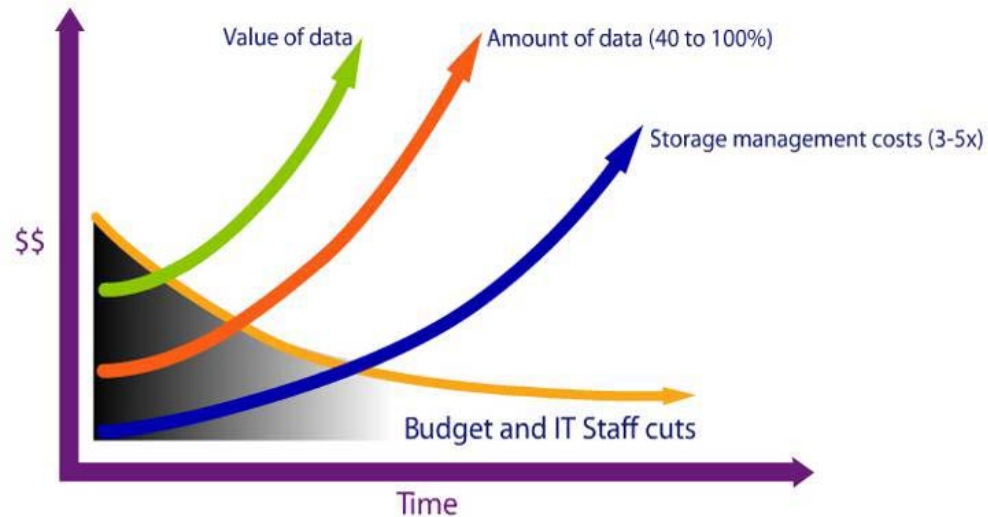 Value of data
Amount of data (40 to 100%)
Storage management costs (3-5x)
$$
Budget and IT Staff cuts
Time